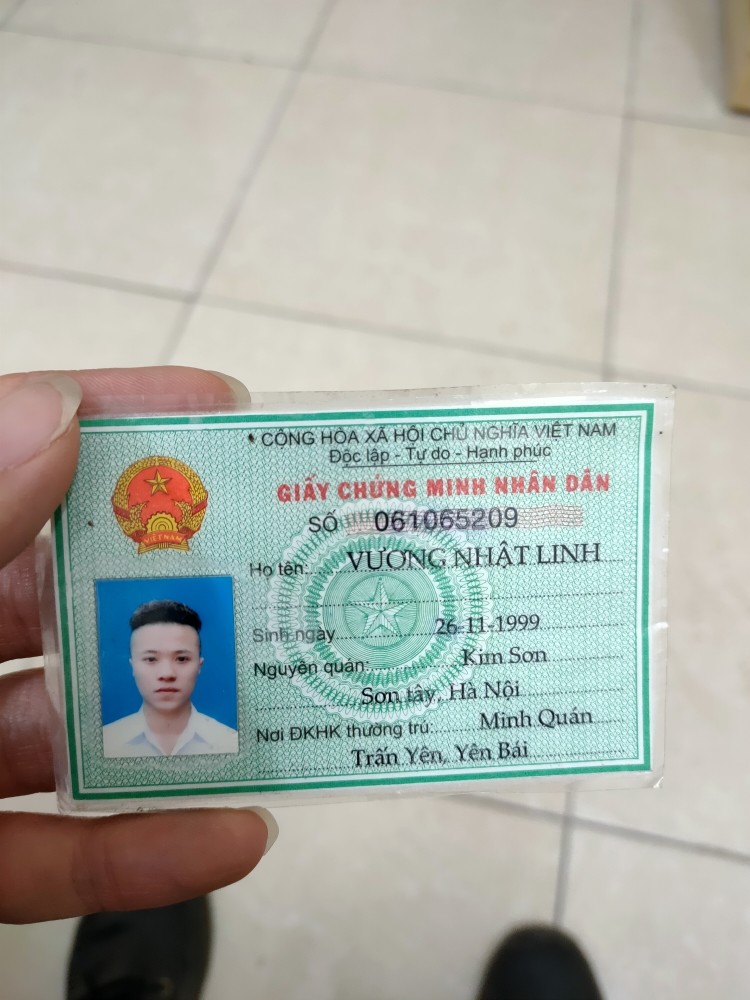 CỘNG HÒA XÃ HỘI CHỦ NGHĨA VIỆT NAM
Độc lập - Tự do - Hạnh phúc
GIẤY CHỨNG MINH NHÂN DÂN
SỐ 061065209
Họ tên: VƯƠNG NHẬT LINH
Sinh ngày 26-11-1999
Nguyên quán: Kim Sơn
Sơn tây, Hà Nội
Nơi ĐKHK thường trú: Minh Quán
Trấn Yên, Yên Bái
VIỆT NAM